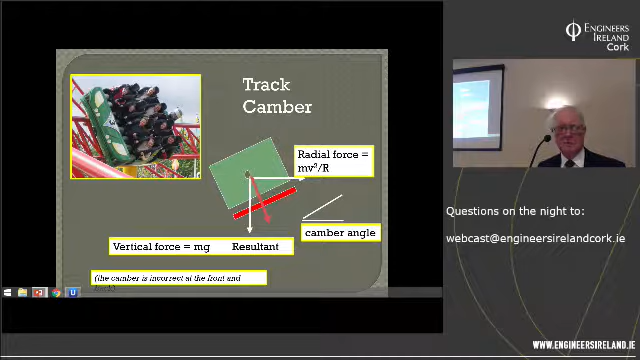 ENGINEERS
IRELAND
Cork
Track
Camber
Radial force =
mv²/R
camber angle
Vertical force = mg Resultant
(the camber is incorrect at the front and
Questions on the night to:
webcast@engineersirelandcork.ie
WWW.ENGINEERSIRELAND.IE